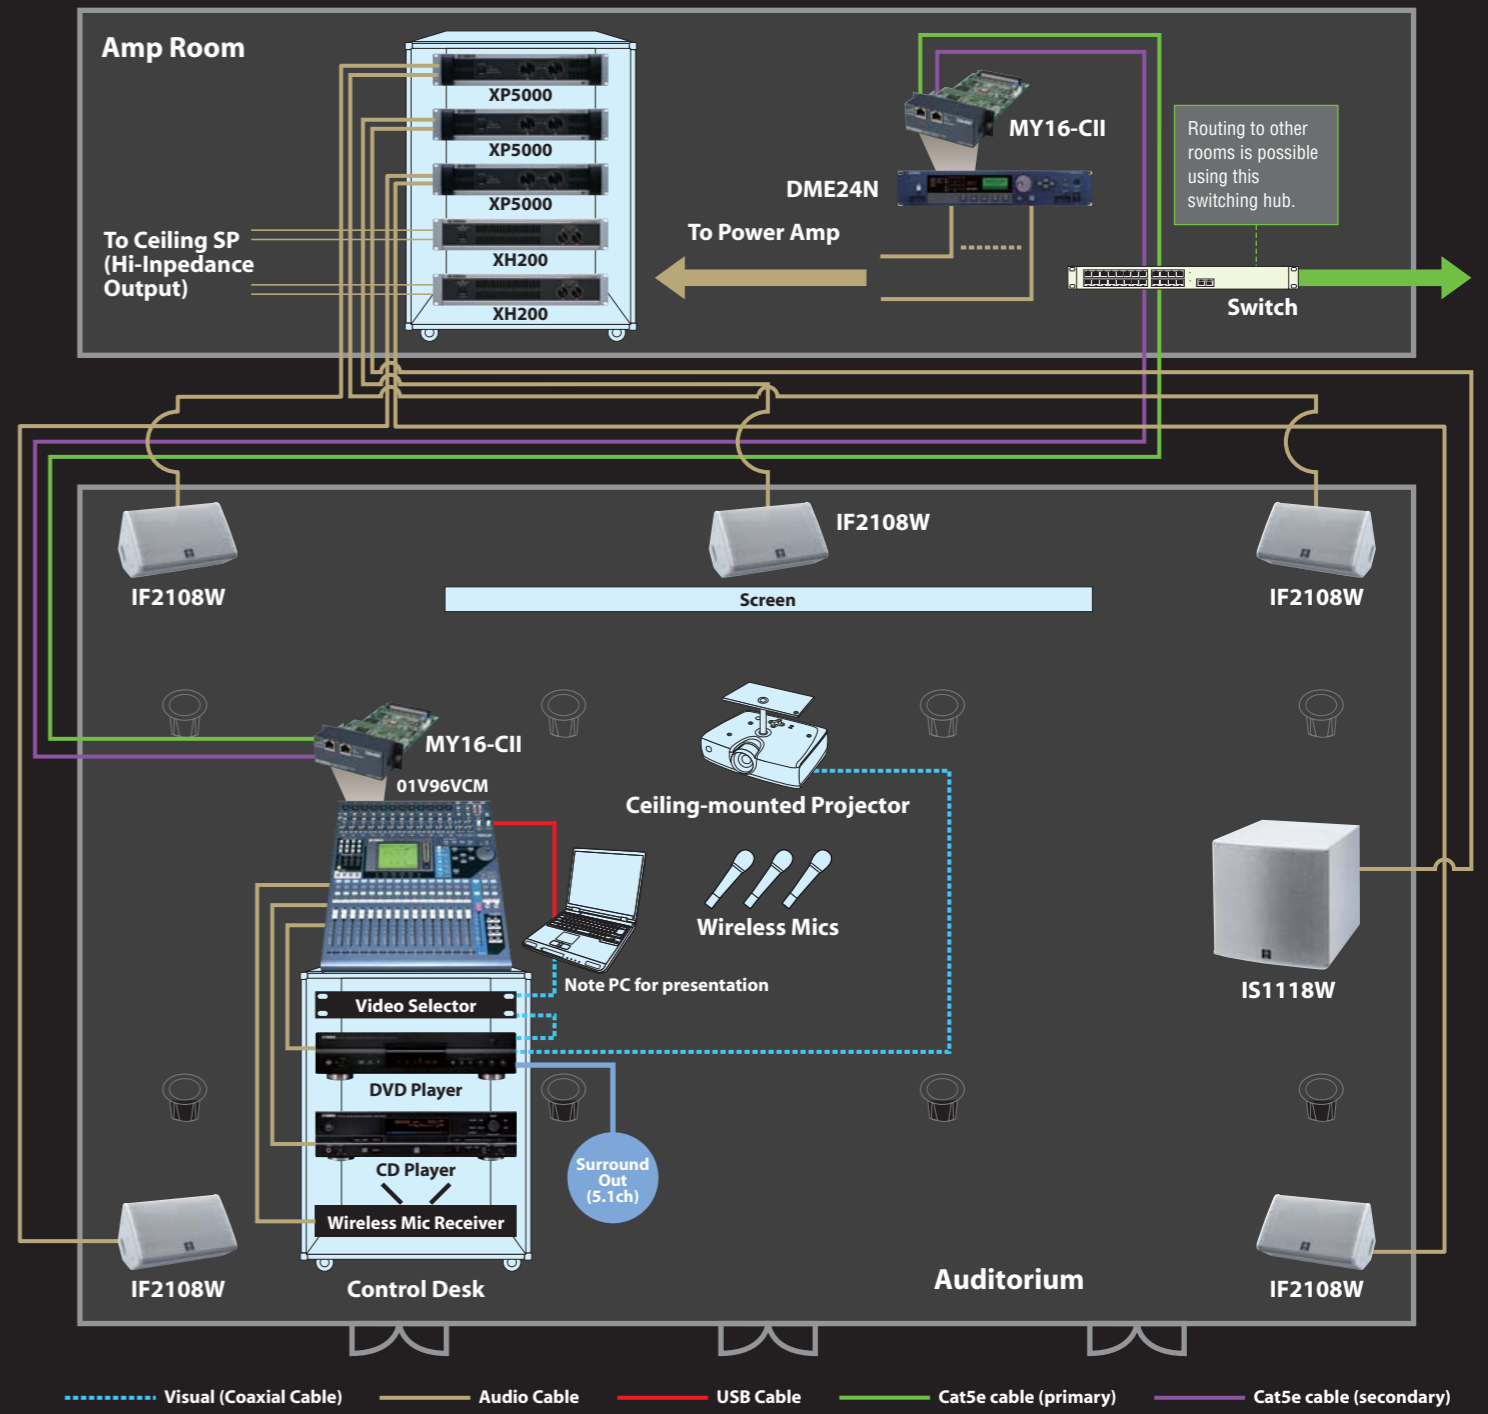 Amp Room
XP5000
XP5000
XP5000
XH200
XH200
To Ceiling SP
(Hi-Inpedance
Output)
MY16-CII
DME24N
To Power Amp
Routing to other
rooms is possible
using this
switching hub.
Switch
IF2108W
IF2108W
IF2108W
Screen
MY16-CII
01V96VCM
Ceiling-mounted Projector
Wireless Mics
Note PC for presentation
IS1118W
Video Selector
DVD Player
CD Player
Wireless Mic Receiver
Surround
Out
(5.1ch)
IF2108W
Control Desk
Auditorium
IF2108W
Visual (Coaxial Cable)
Audio Cable
USB Cable
Cat5e cable (primary)
Cat5e cable (secondary)